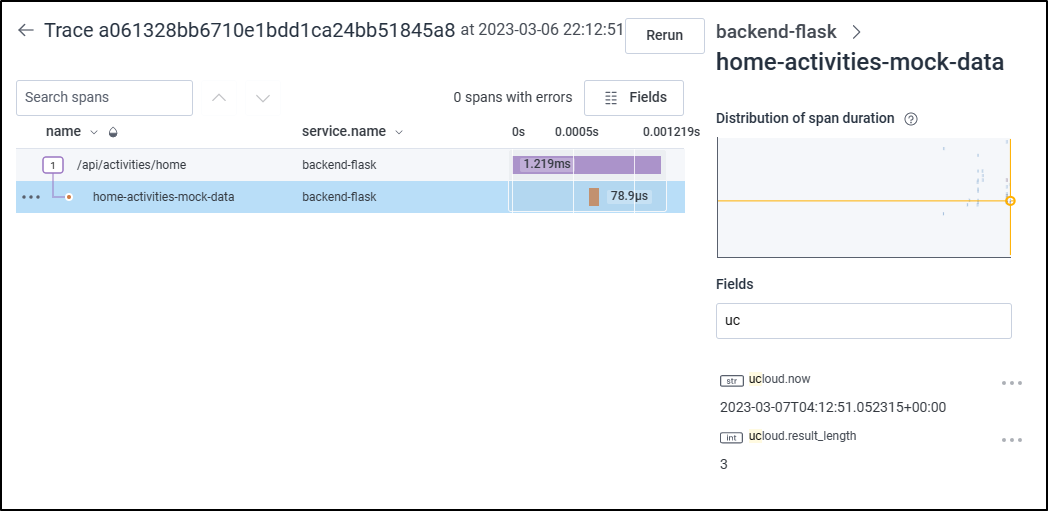 Trace a061328bb6710e1bdd1ca24bb51845a8 at 2023-03-06 22:12:51
Rerun
Search spans
0 spans with errors
Fields
name
service.name
0s
0.0005s
0.001219s
1
/api/activities/home
backend-flask
1.219ms
home-activities-mock-data
backend-flask
78.9µs
backend-flask
home-activities-mock-data
Distribution of span duration
?
Fields
uc
str ucloud.now
2023-03-07T04:12:51.052315+00:00
int ucloud.result_length
3